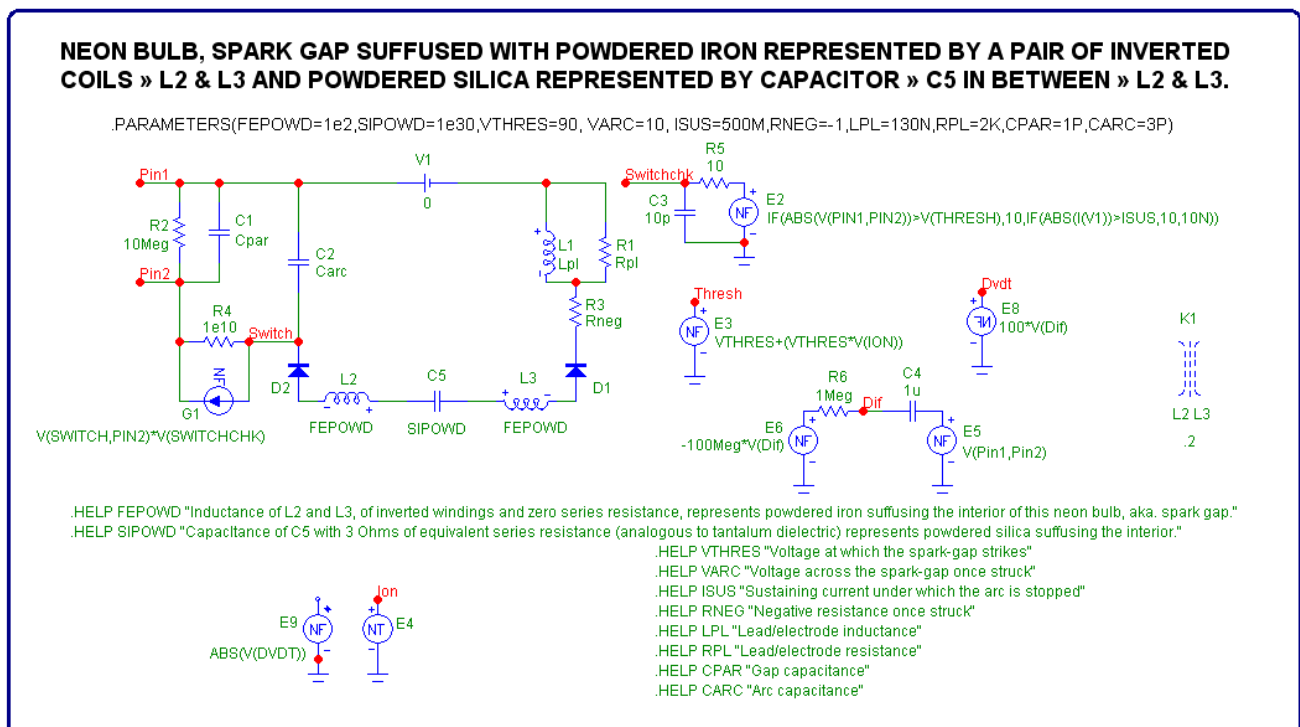 NEON BULB, SPARK GAP SUFFUSED WITH POWDERED IRON REPRESENTED BY A PAIR OF INVERTED
COILS » L2 & L3 AND POWDERED SILICA REPRESENTED BY CAPACITOR » C5 IN BETWEEN » L2 & L3.
.PARAMETERS(FEPOWD=1e2,SIPOWD=1e30,VTHRES=90, VARC=10, ISUS=500M,RNEG=-1,LPL=130N,RPL=2K,CPAR=1P,CARC=3P)
Pin1
V1
0
Switchchk
R5
10
R2
10Meg
C1
Cpar
C2
Carc
L1
Lpl
R1
Rpl
C3
10p
+
NF
-
E2
IF(ABS(V(PIN1,PIN2))>V(THRESH),10,IF(ABS(I(V1))>ISUS,10,10N))
Pin2
R4
1e10
Switch
R3
Rneg
Thresh
+
NF
-
E3
VTHRES+(VTHRES*V(ION))
Dvdt
+
NF
-
E8
100*V(Dif)
K1
L2 L3
.2
NF
G1
V(SWITCH,PIN2)*V(SWITCHCHK)
D2
L2
- +
FEPOWD
C5
SIPOWD
L3
+ -
FEPOWD
D1
R6
1Meg
Dif
C4
1u
E6
-100Meg*V(Dif)
+
NF
-
+
NF
-
E5
V(Pin1,Pin2)
.HELP FEPOWD "Inductance of L2 and L3, of inverted windings and zero series resistance, represents powdered iron suffusing the interior of this neon bulb, aka. spark gap."
.HELP SIPOWD "Capacitance of C5 with 3 Ohms of equivalent series resistance (analogous to tantalum dielectric) represents powdered silica suffusing the interior."
.HELP VTHRES "Voltage at which the spark-gap strikes"
.HELP VARC "Voltage across the spark-gap once struck"
.HELP ISUS "Sustaining current under which the arc is stopped"
.HELP RNEG "Negative resistance once struck"
.HELP LPL "Lead/electrode inductance"
.HELP RPL "Lead/electrode resistance"
.HELP CPAR "Gap capacitance"
.HELP CARC "Arc capacitance"
E9
+
NF
-
ABS(V(DVDT))
Ion
+
NT
-
E4